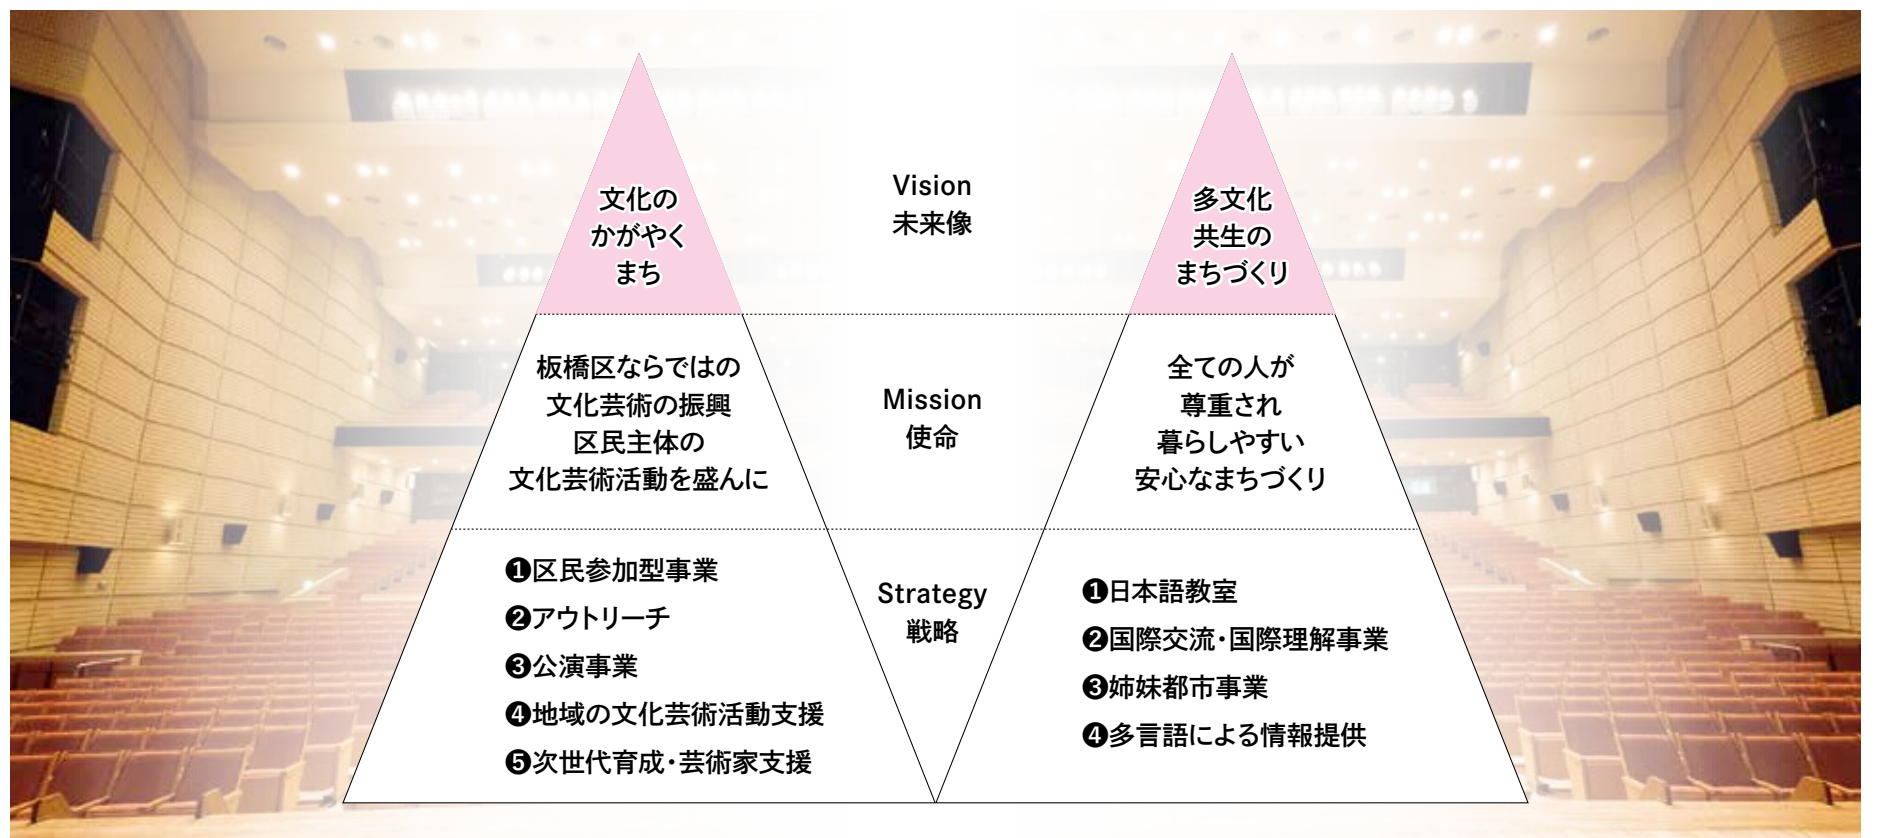 文化の
かがやく
まち
Vision
未来像
多文化
共生の
まちづくり
板橋区ならではの
文化芸術の振興
区民主体の
文化芸術活動を盛んに
Mission
使命
全ての人が
尊重され
暮らしやすい
安心なまちづくり
❶区民参加型事業
❷アウトリーチ
❸公演事業
❹地域の文化芸術活動支援
❺次世代育成・芸術家支援
Strategy
戦略
❶日本語教室
❷国際交流・国際理解事業
❸姉妹都市事業
❹多言語による情報提供